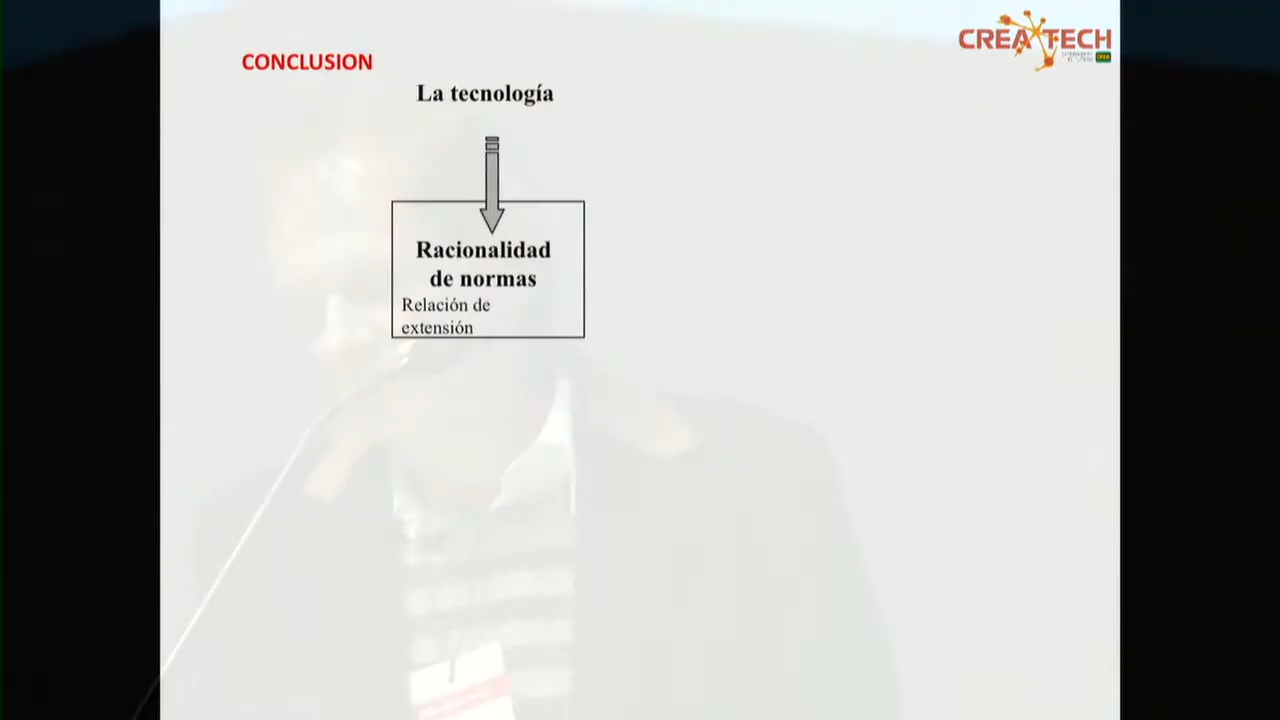 CREATECH
CONCLUSION
La tecnología
Racionalidad
de normas
Relación de
extensión